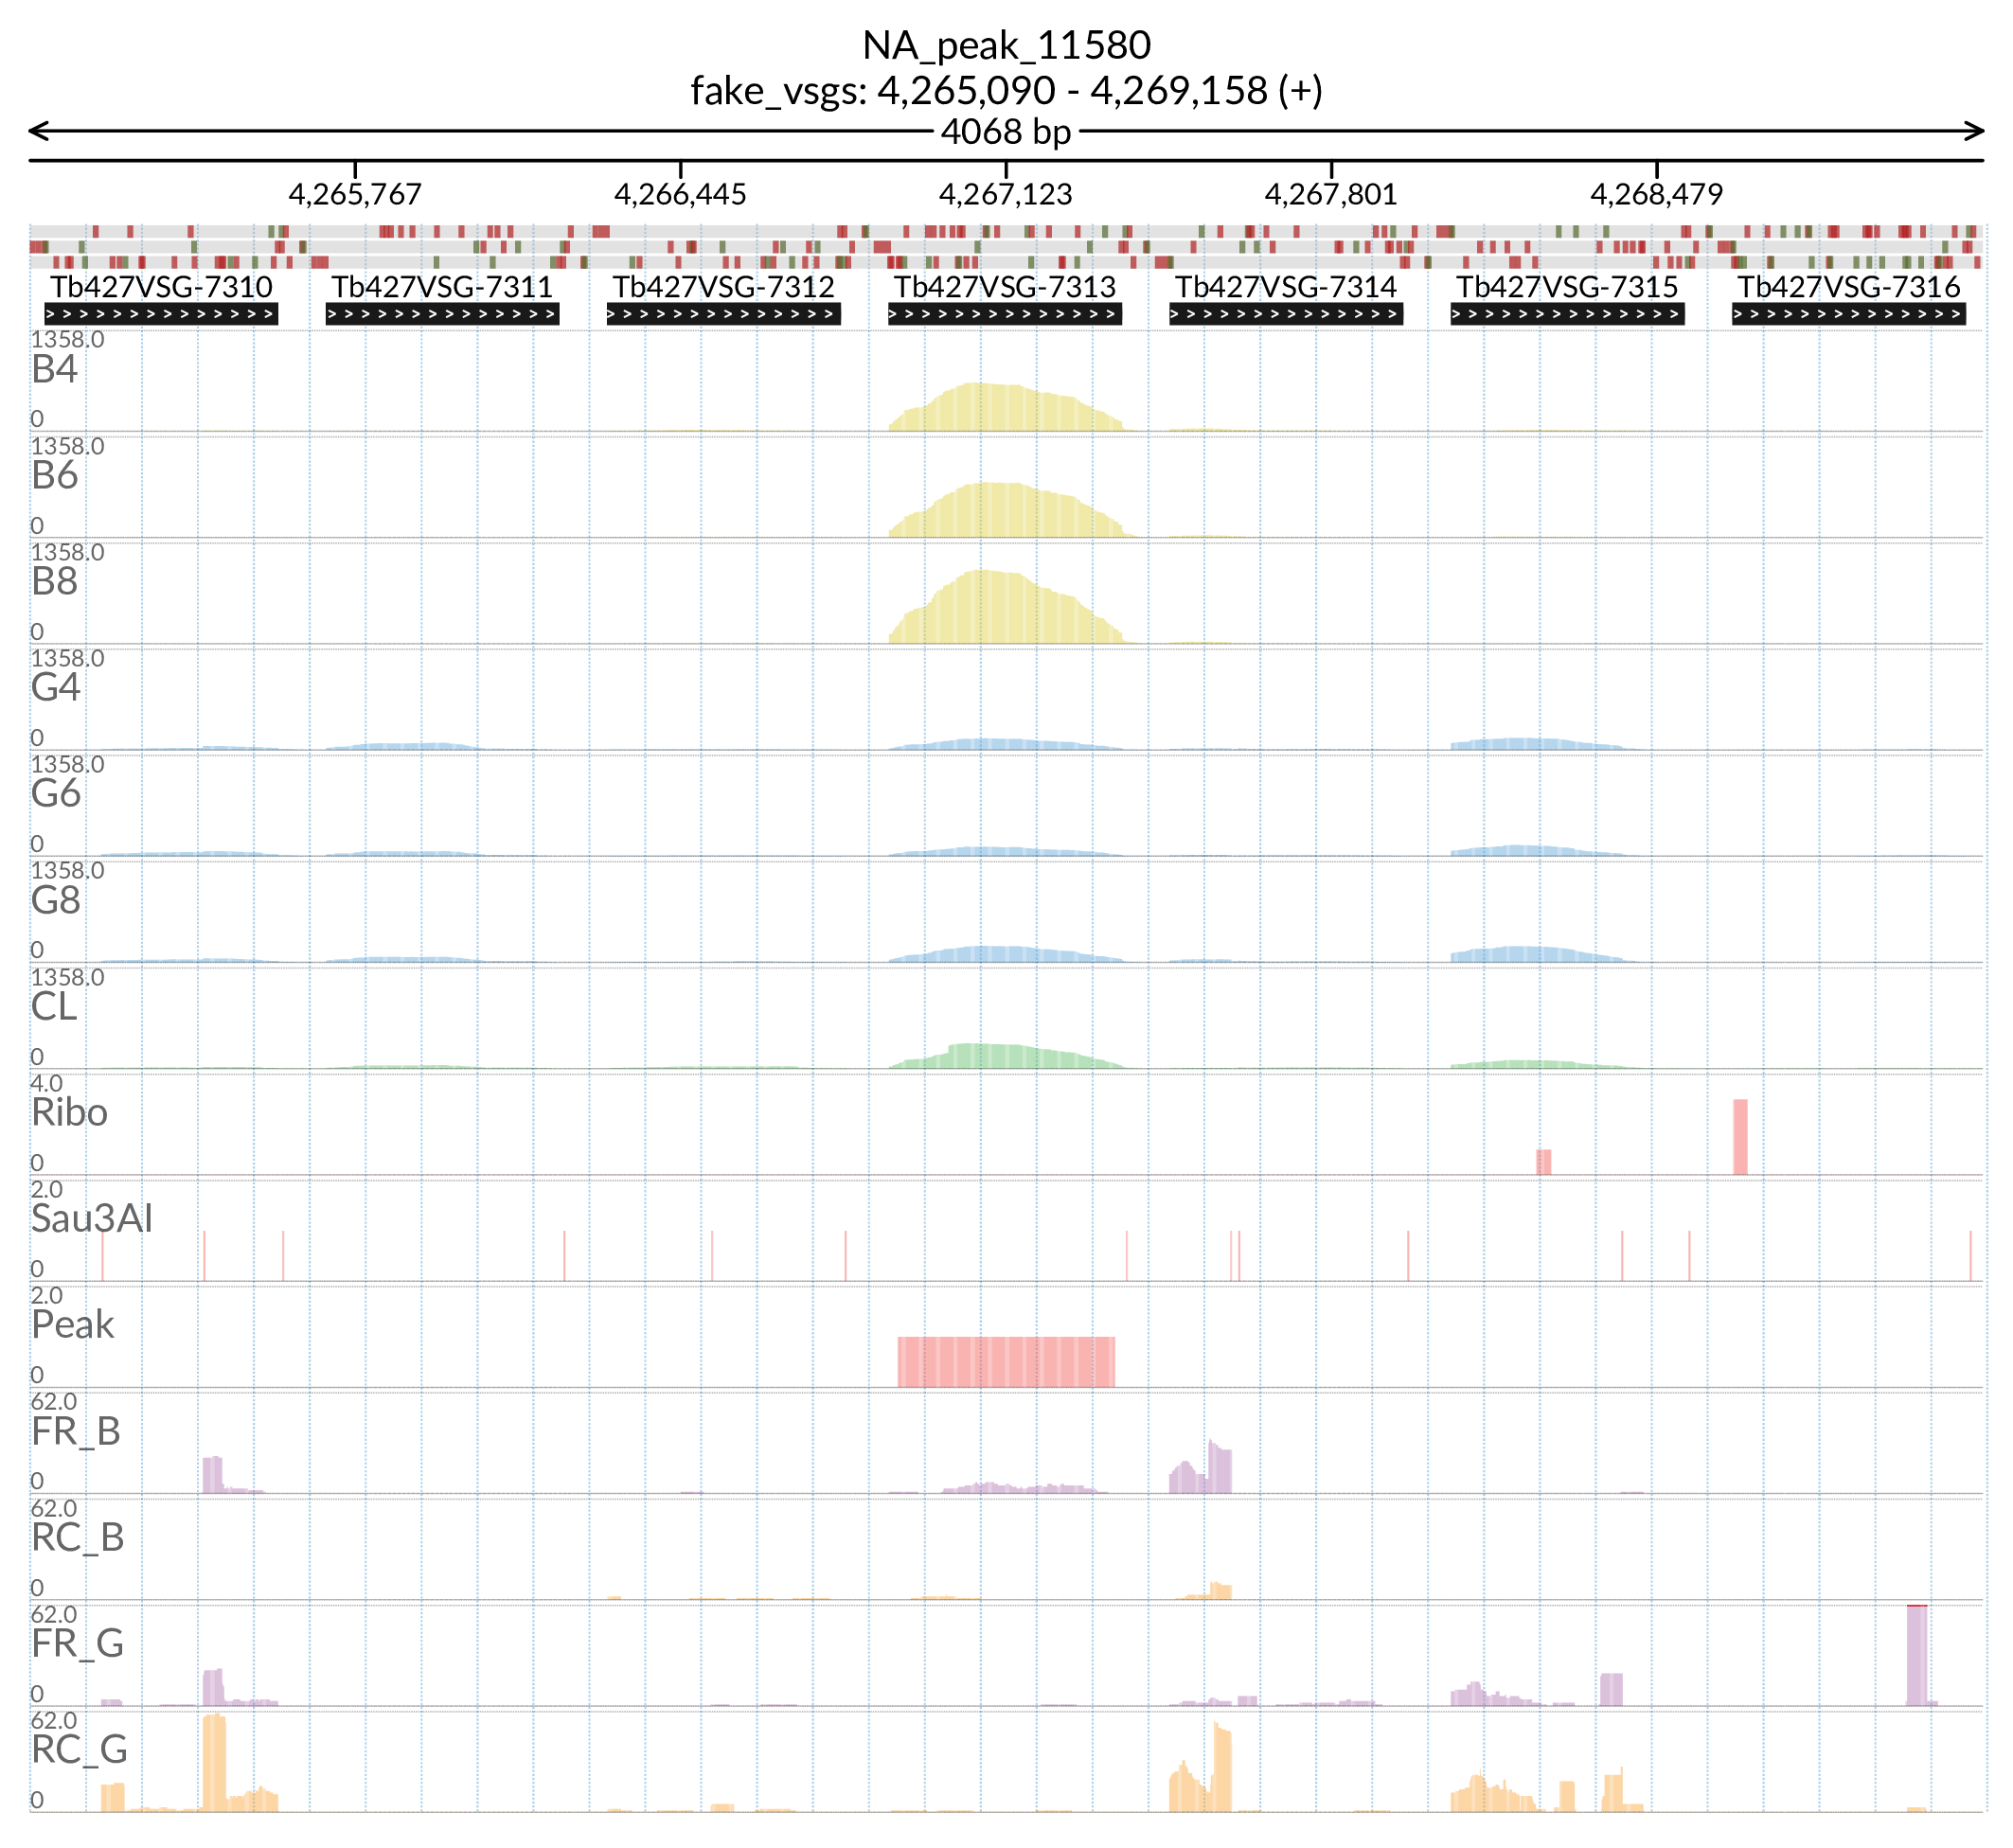 NA_peak_11580
fake_vsgs: 4,265,090 - 4,269,158 (+)
4068 bp
4,265,767 4,266,445 4,267,123 4,267,801 4,268,479
Tb427VSG-7310 Tb427VSG-7311 Tb427VSG-7312 Tb427VSG-7313 Tb427VSG-7314 Tb427VSG-7315 Tb427VSG-7316
1358.0
B4
0
1358.0
B6
0
1358.0
B8
0
1358.0
G4
0
1358.0
G6
0
1358.0
G8
0
1358.0
CL
0
4.0
Ribo
0
2.0
Sau3AI
0
2.0
Peak
0
62.0
FR_B
0
62.0
RC_B
0
62.0
FR_G
0
62.0
RC_G
0